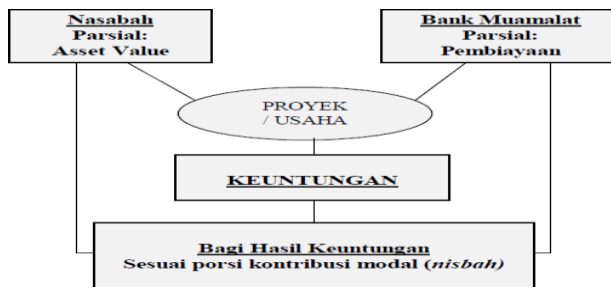 Nasabah
Parsial:
Asset Value
Bank Muamalat
Parsial:
Pembiayaan
PROYEK
/ USAHA
KEUNTUNGAN
Bagi Hasil Keuntungan
Sesuai porsi kontribusi modal (nisbah)